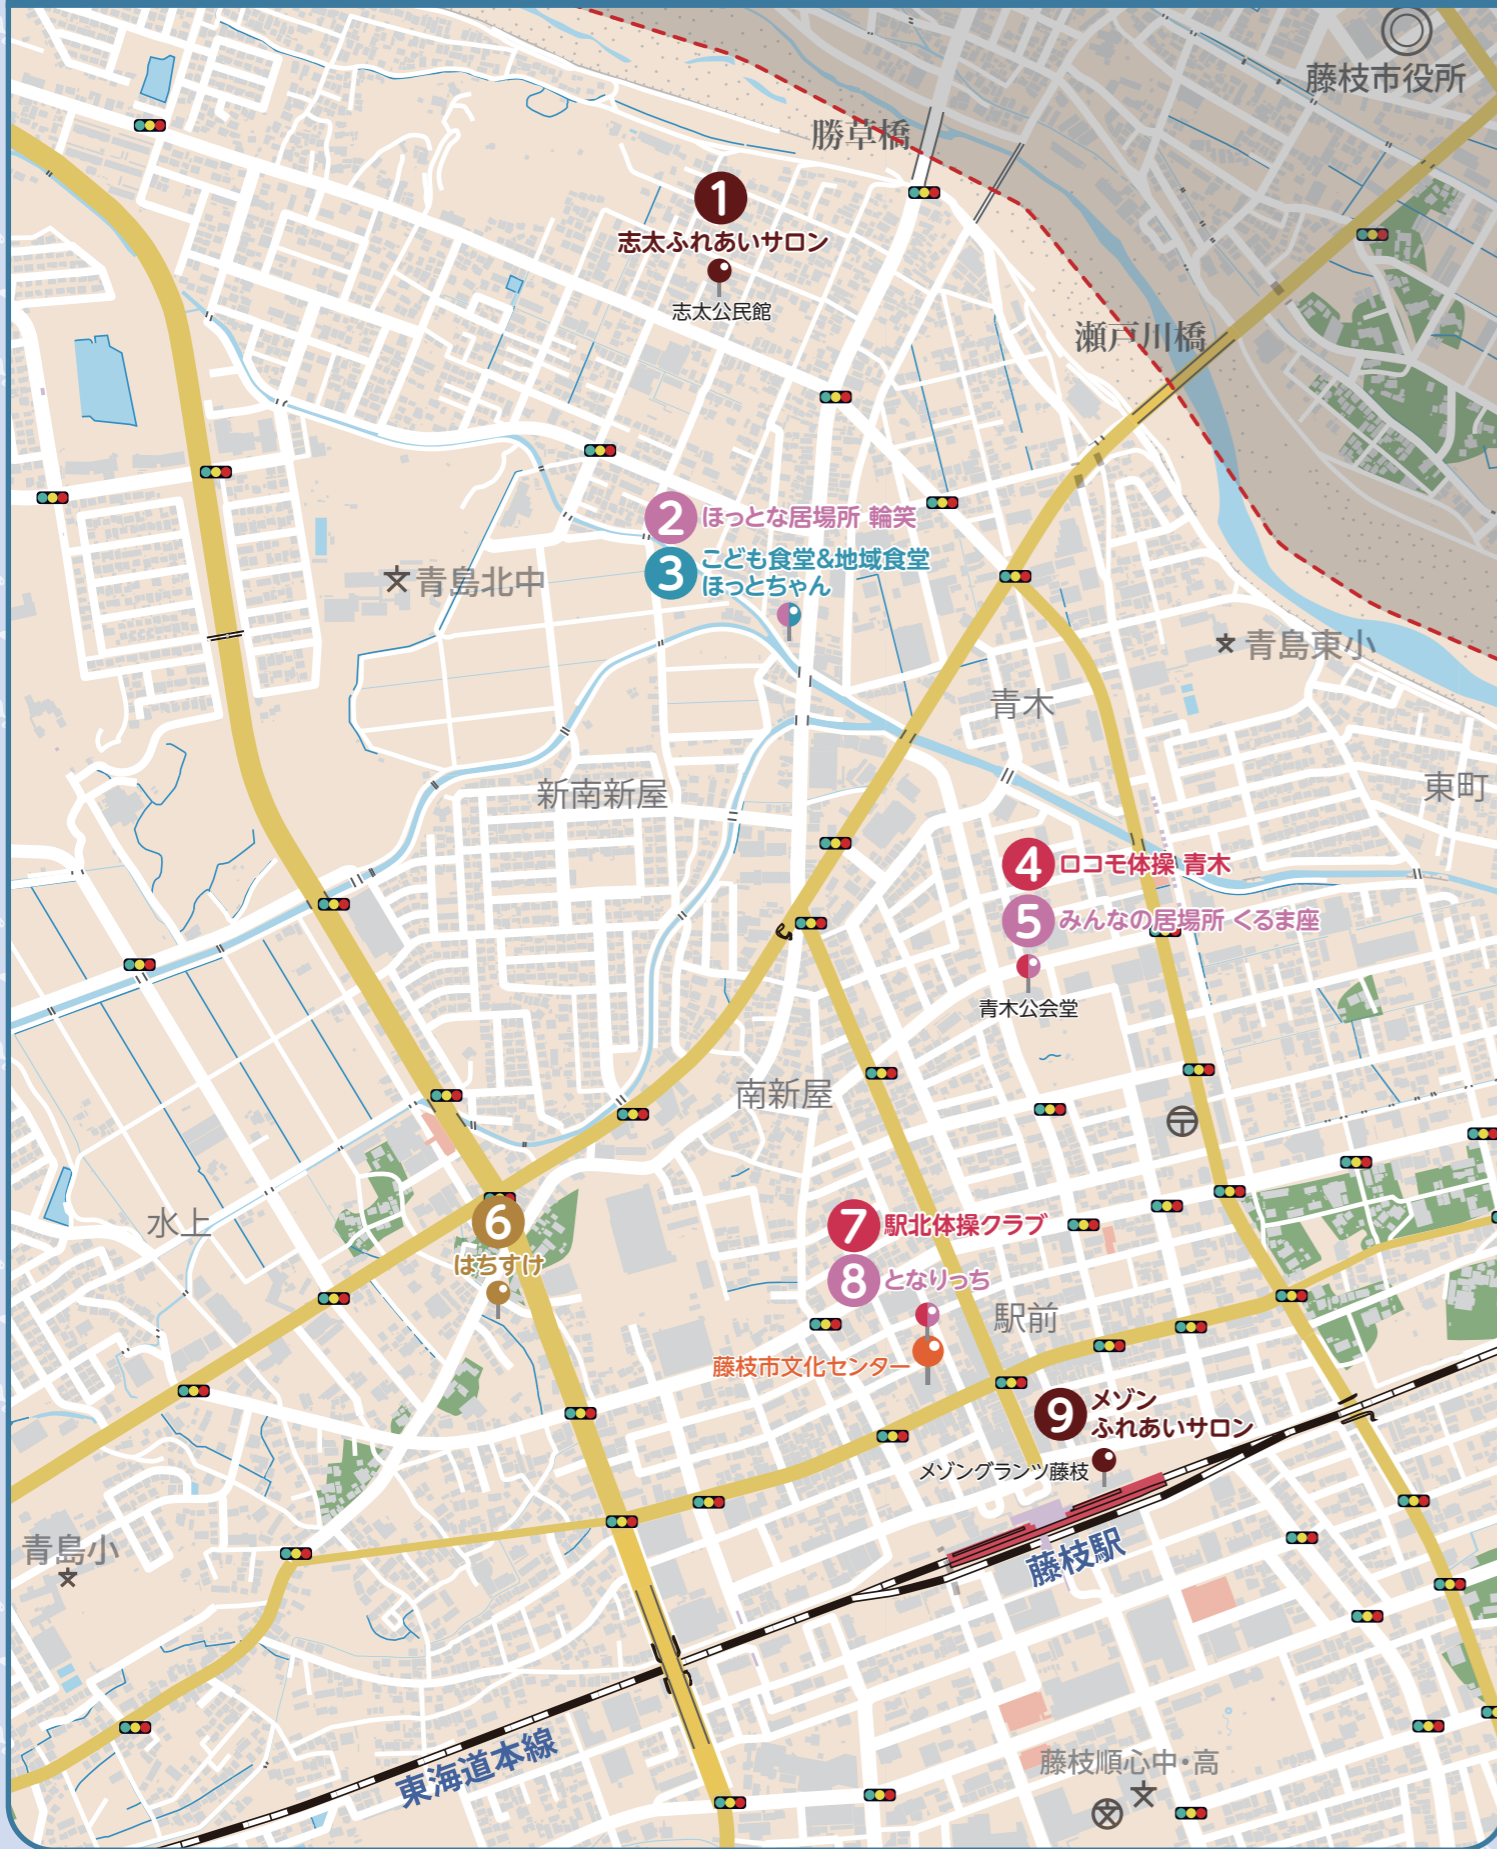 藤枝市役所
勝草橋
1
志太ふれあいサロン
志太公民館
瀬戸川橋
2 ほっとな居場所 輪笑
3 こども食堂&地域食堂
ほっとちゃん
青島北中
青島東小
青木
新南新屋
東町
4 ロコモ体操 青木
5 みんなの居場所 くるま座
青木公会堂
南新屋
水上
6
はちすけ
7 駅北体操クラブ
8 となりっち
駅前
藤枝市文化センター
9 メゾン
ふれあいサロン
メゾングランツ藤枝
藤枝駅
青島小
東海道本線
藤枝順心中・高